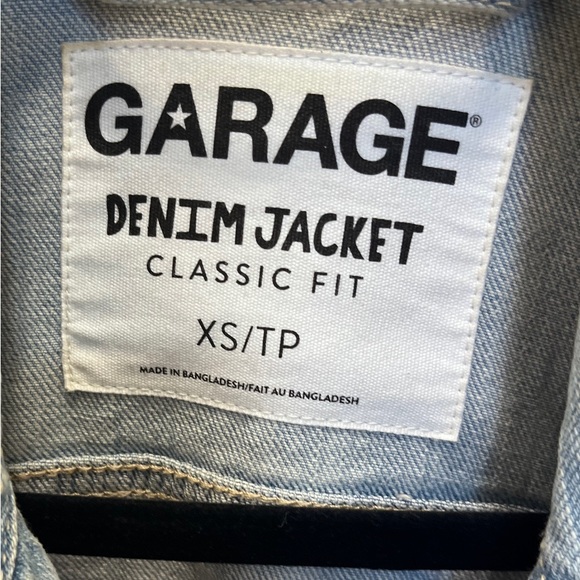 GARAGE®
DENIM JACKET
CLASSIC FIT
XS/TP
MADE IN BANGLADESH/FAIT AU BANGLADESH